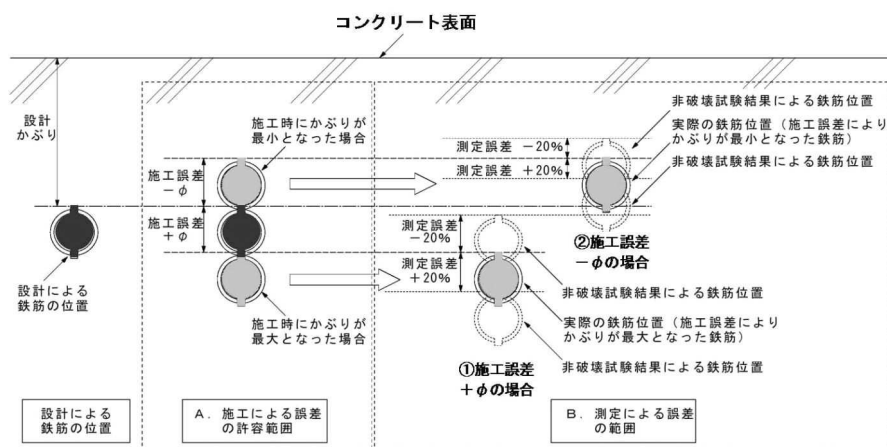 コンクリート表面
設計
かぶり
施工時にかぶりが
最小となった場合
施工誤差
－φ
施工誤差
＋φ
設計による
鉄筋の位置
施工時にかぶりが
最大となった場合
測定誤差 －20%
測定誤差 ＋20%
測定誤差
－20%
測定誤差
＋20%
非破壊試験結果による鉄筋位置
実際の鉄筋位置（施工誤差により
かぶりが最小となった鉄筋）
非破壊試験結果による鉄筋位置
②施工誤差
－φの場合
非破壊試験結果による鉄筋位置
実際の鉄筋位置（施工誤差により
かぶりが最大となった鉄筋）
非破壊試験結果による鉄筋位置
①施工誤差
＋φの場合
設計による
鉄筋の位置
A．施工による誤差
の許容範囲
B．測定による誤差
の範囲